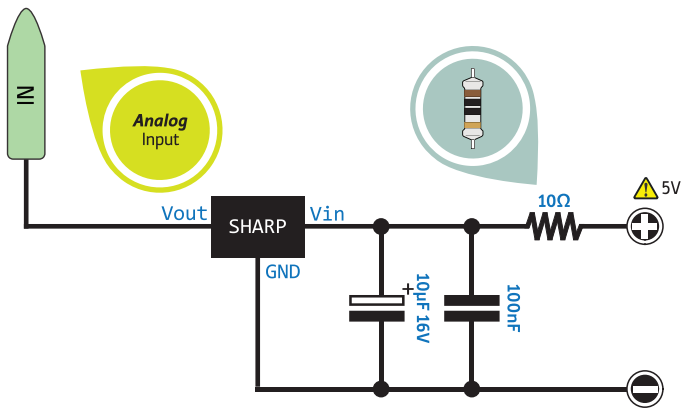 IN
Analog
Input
Vout
SHARP
Vin
GND
10Ω
5V
+
10µF 16V
100nF